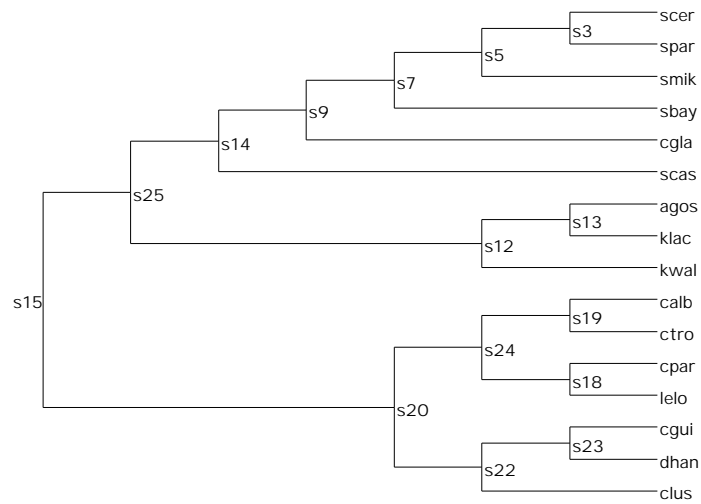 scer
s3
spar
s5
smik
s7
sbay
s9
cgla
s14
scas
s25
agos
s13
klac
s12
kwal
s15
calb
s19
ctro
s24
cpar
s18
lelo
s20
cgui
s23
dhan
s22
clus